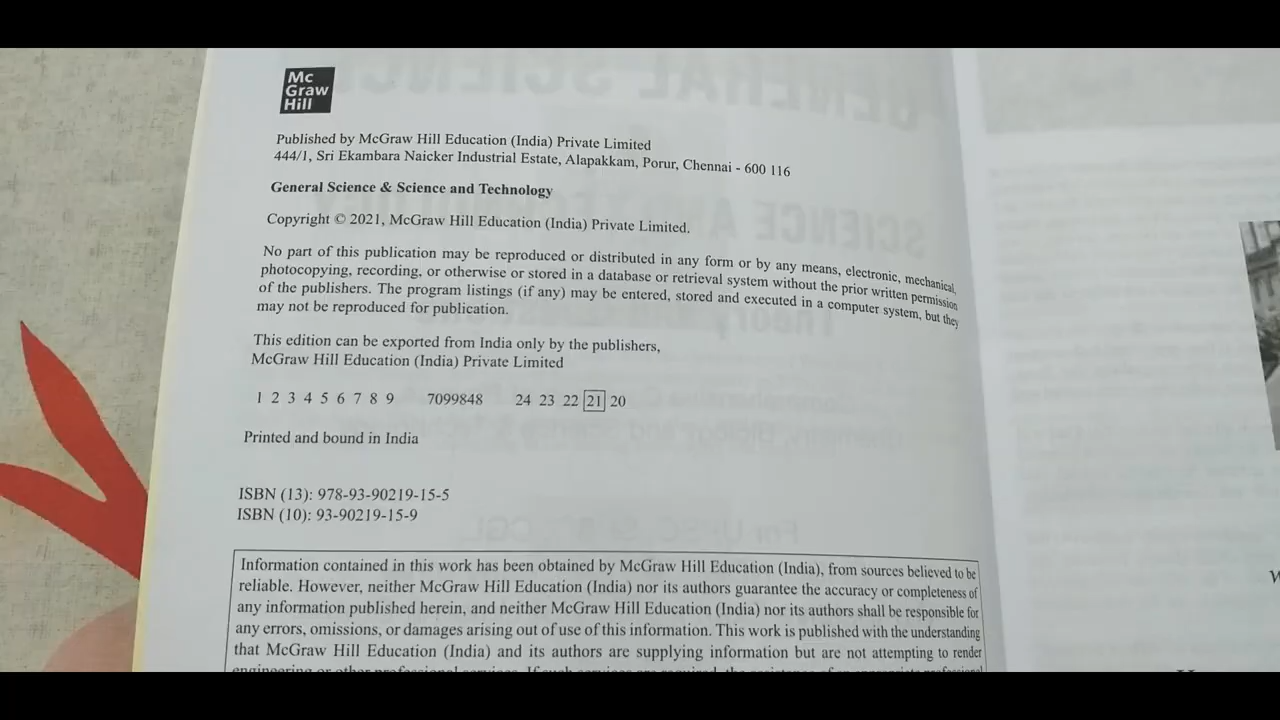 Mc
Graw
Hill
Published by McGraw Hill Education (India) Private Limited
444/1, Sri Ekambara Naicker Industrial Estate, Alapakkam, Porur, Chennai - 600 116
General Science & Science and Technology
Copyright © 2021, McGraw Hill Education (India) Private Limited.
No part of this publication may be reproduced or distributed in any form or by any means, electronic, mechanical,
photocopying, recording, or otherwise or stored in a database or retrieval system without the prior written permission
of the publishers. The program listings (if any) may be entered, stored and executed in a computer system, but they
may not be reproduced for publication.
This edition can be exported from India only by the publishers,
McGraw Hill Education (India) Private Limited
1 2 3 4 5 6 7 8 9 7099848 24 23 22 21 20
Printed and bound in India
ISBN (13): 978-93-90219-15-5
ISBN (10): 93-90219-15-9
Information contained in this work has been obtained by McGraw Hill Education (India), from sources believed to be
reliable. However, neither McGraw Hill Education (India) nor its authors guarantee the accuracy or completeness of
any information published herein, and neither McGraw Hill Education (India) nor its authors shall be responsible for
any errors, omissions, or damages arising out of use of this information. This work is published with the understanding
that McGraw Hill Education (India) and its authors are supplying information but are not attempting to render